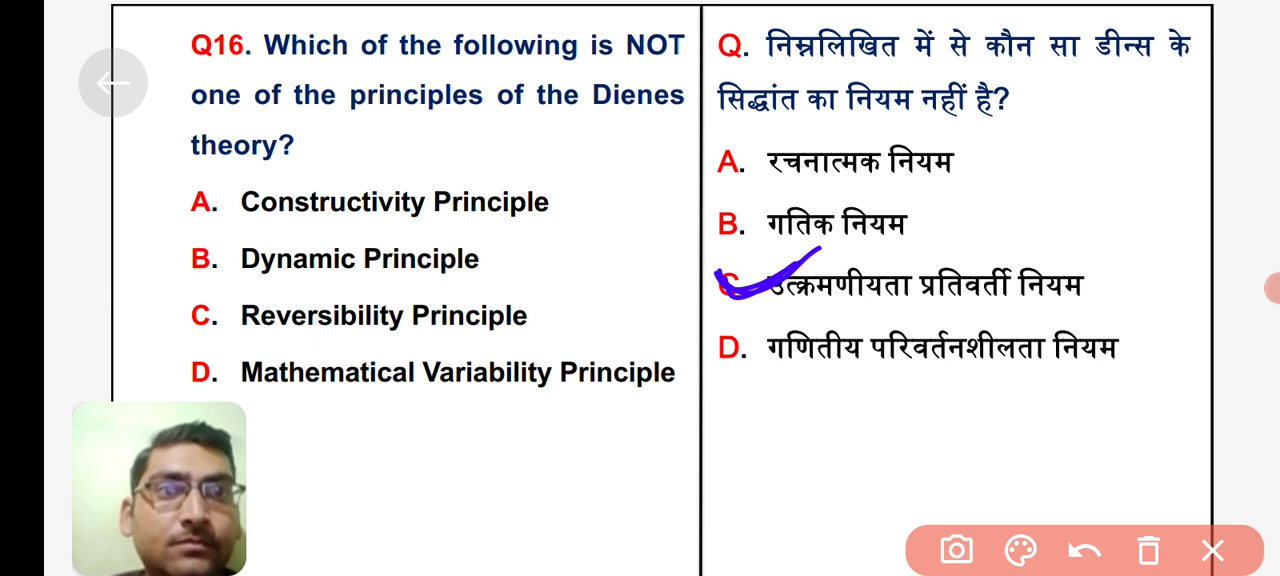 Q16. Which of the following is NOT
one of the principles of the Dienes
theory?
A. Constructivity Principle
B. Dynamic Principle
C. Reversibility Principle
D. Mathematical Variability Principle
Q. निम्नलिखित में से कौन सा डीन्स के
सिद्धांत का नियम नहीं है?
A. रचनात्मक नियम
B. गतिक नियम
C. उत्क्रमणीयता प्रतिवर्ती नियम
D. गणितीय परिवर्तनशीलता नियम